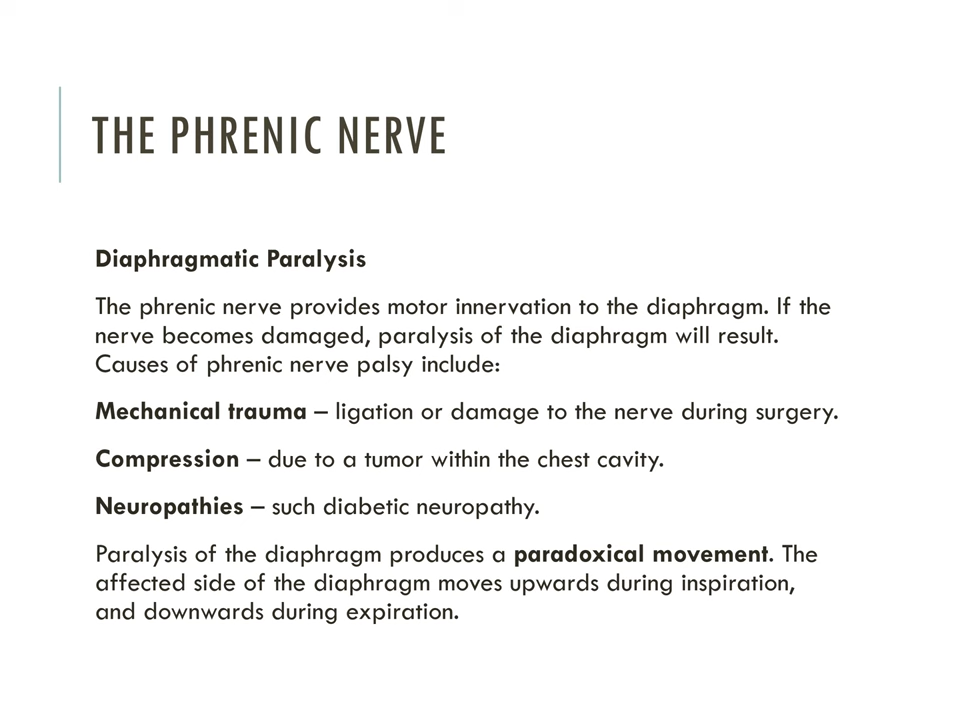 THE PHRENIC NERVE
Diaphragmatic Paralysis
The phrenic nerve provides motor innervation to the diaphragm. If the
nerve becomes damaged, paralysis of the diaphragm will result.
Causes of phrenic nerve palsy include:
Mechanical trauma – ligation or damage to the nerve during surgery.
Compression – due to a tumor within the chest cavity.
Neuropathies – such diabetic neuropathy.
Paralysis of the diaphragm produces a paradoxical movement. The
affected side of the diaphragm moves upwards during inspiration,
and downwards during expiration.